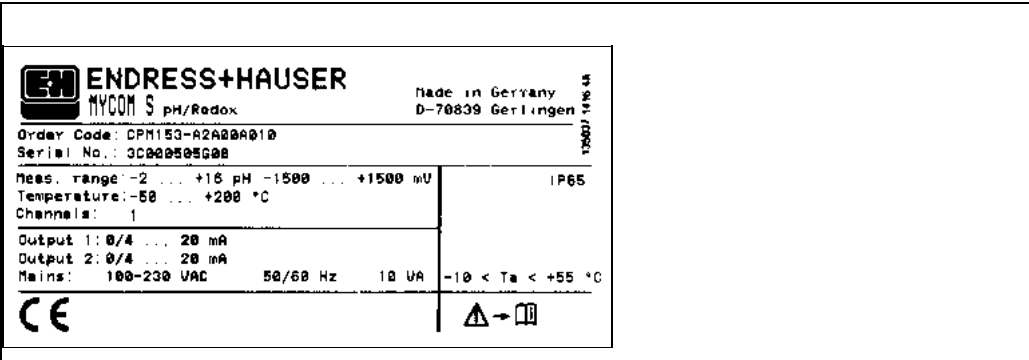 ENDRESS+HAUSER
MYCOM S pH/Redox
Made in Germany
D-70839 Gerlingen
Order Code: CPM153-A2A00A010
Serial No.: 3C000505G08
Meas. range: -2 ... +16 pH -1500 ... +1500 mV
IP65
Temperature: -50 ... +200 °C
Channels: 1
Output 1: 0/4 ... 20 mA
Output 2: 0/4 ... 20 mA
Mains: 100-230 VAC 50/60 Hz 10 VA -10 < Ta < +55 °C
CE